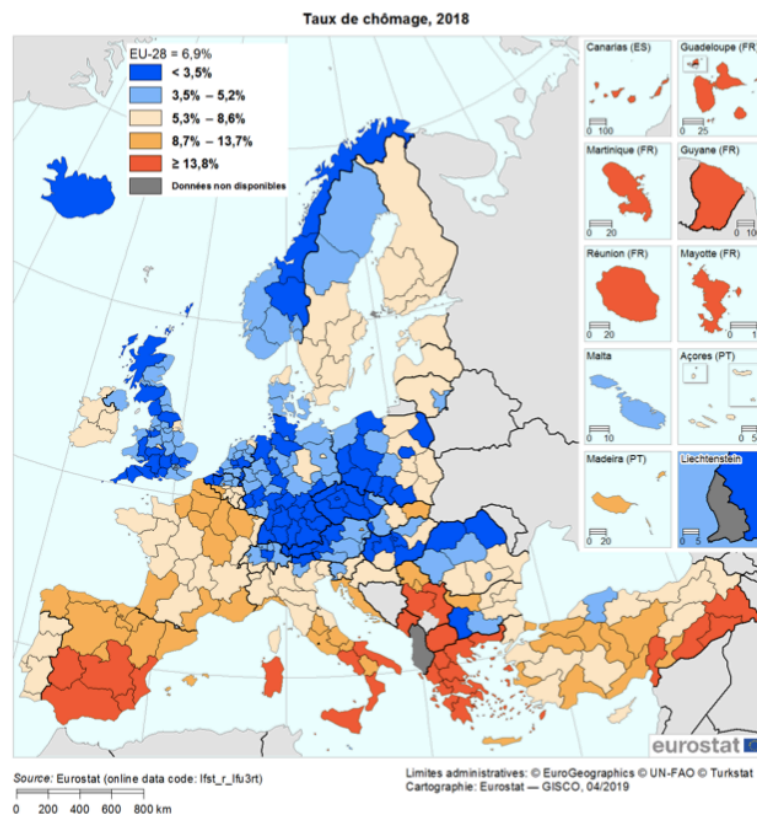 Taux de chômage, 2018
EU-28 = 6,9%
< 3,5%
3,5% – 5,2%
5,3% – 8,6%
8,7% – 13,7%
≥ 13,8%
Données non disponibles
Canarias (ES)
0 100
Guadeloupe (FR)
0 25
Martinique (FR)
0 20
Guyane (FR)
0 100
Réunion (FR)
0 20
Mayotte (FR)
0
Malta
0 10
Açores (PT)
0
Madeira (PT)
0 20
Liechtenstein
0 5
eurostat
Source: Eurostat (online data code: lfst_r_lfu3rt)
0 200 400 600 800 km
Limites administratives: © EuroGeographics © UN-FAO © Turkstat
Cartographie: Eurostat — GISCO, 04/2019